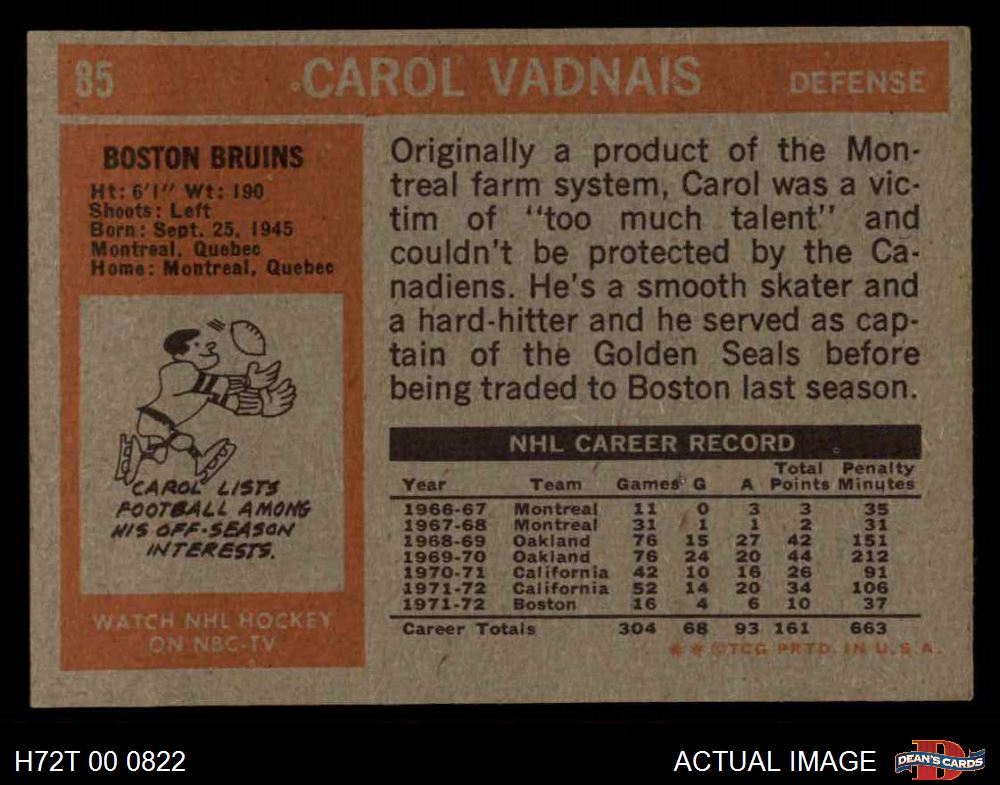 85 CAROL VADNAIS DEFENSE
BOSTON BRUINS
Ht: 6'1" Wt: 190
Shoots: Left
Born: Sept. 25, 1945
Montreal, Quebec
Home: Montreal, Quebec
CAROL LISTS
FOOTBALL AMONG
HIS OFF-SEASON
INTERESTS.
WATCH NHL HOCKEY
ON NBC-TV
Originally a product of the Mon-
treal farm system, Carol was a vic-
tim of "too much talent" and
couldn't be protected by the Ca-
nadiens. He's a smooth skater and
a hard-hitter and he served as cap-
tain of the Golden Seals before
being traded to Boston last season.
NHL CAREER RECORD
Total Penalty
Year Team Games G A Points Minutes
1966-67 Montreal 11 0 3 3 35
1967-68 Montreal 31 1 1 2 31
1968-69 Oakland 76 15 27 42 151
1969-70 Oakland 76 24 20 44 212
1970-71 California 42 10 16 26 91
1971-72 California 52 14 20 34 106
1971-72 Boston 16 4 6 10 37
Career Totals 304 68 93 161 663
* * ©TCG PRTD. IN U.S.A.
H72T 00 0822 ACTUAL IMAGE DEAN'S CARDS